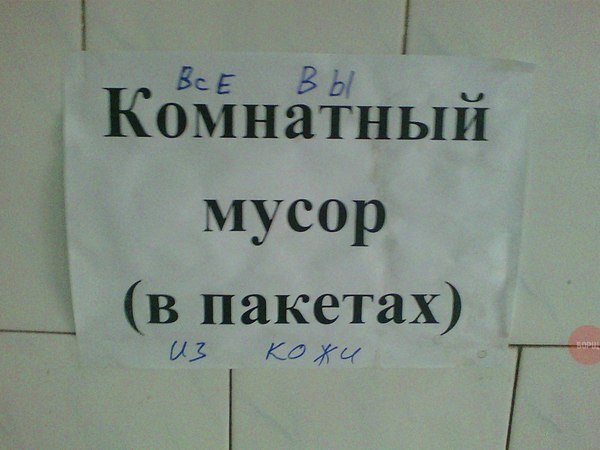 ВСЕ ВЫ
Комнатный
мусор
(в пакетах)
ИЗ КОЖИ